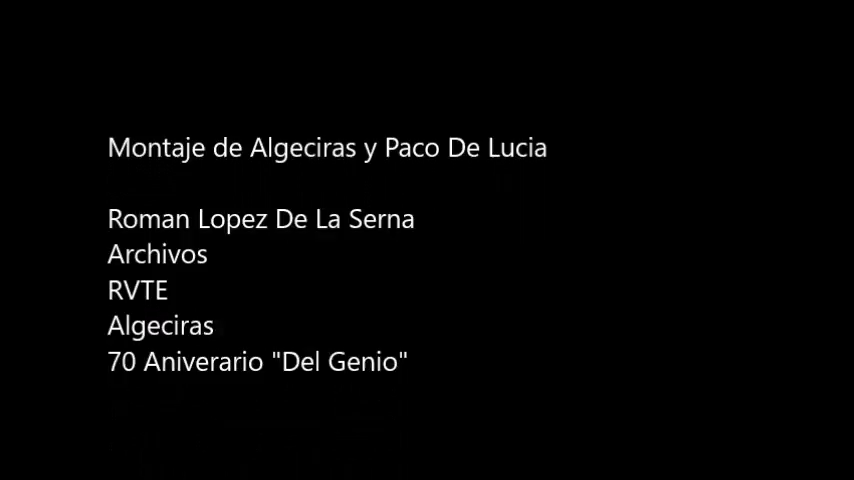 Montaje de Algeciras y Paco De Lucia
Roman Lopez De La Serna
Archivos
RVTE
Algeciras
70 Aniverario "Del Genio"